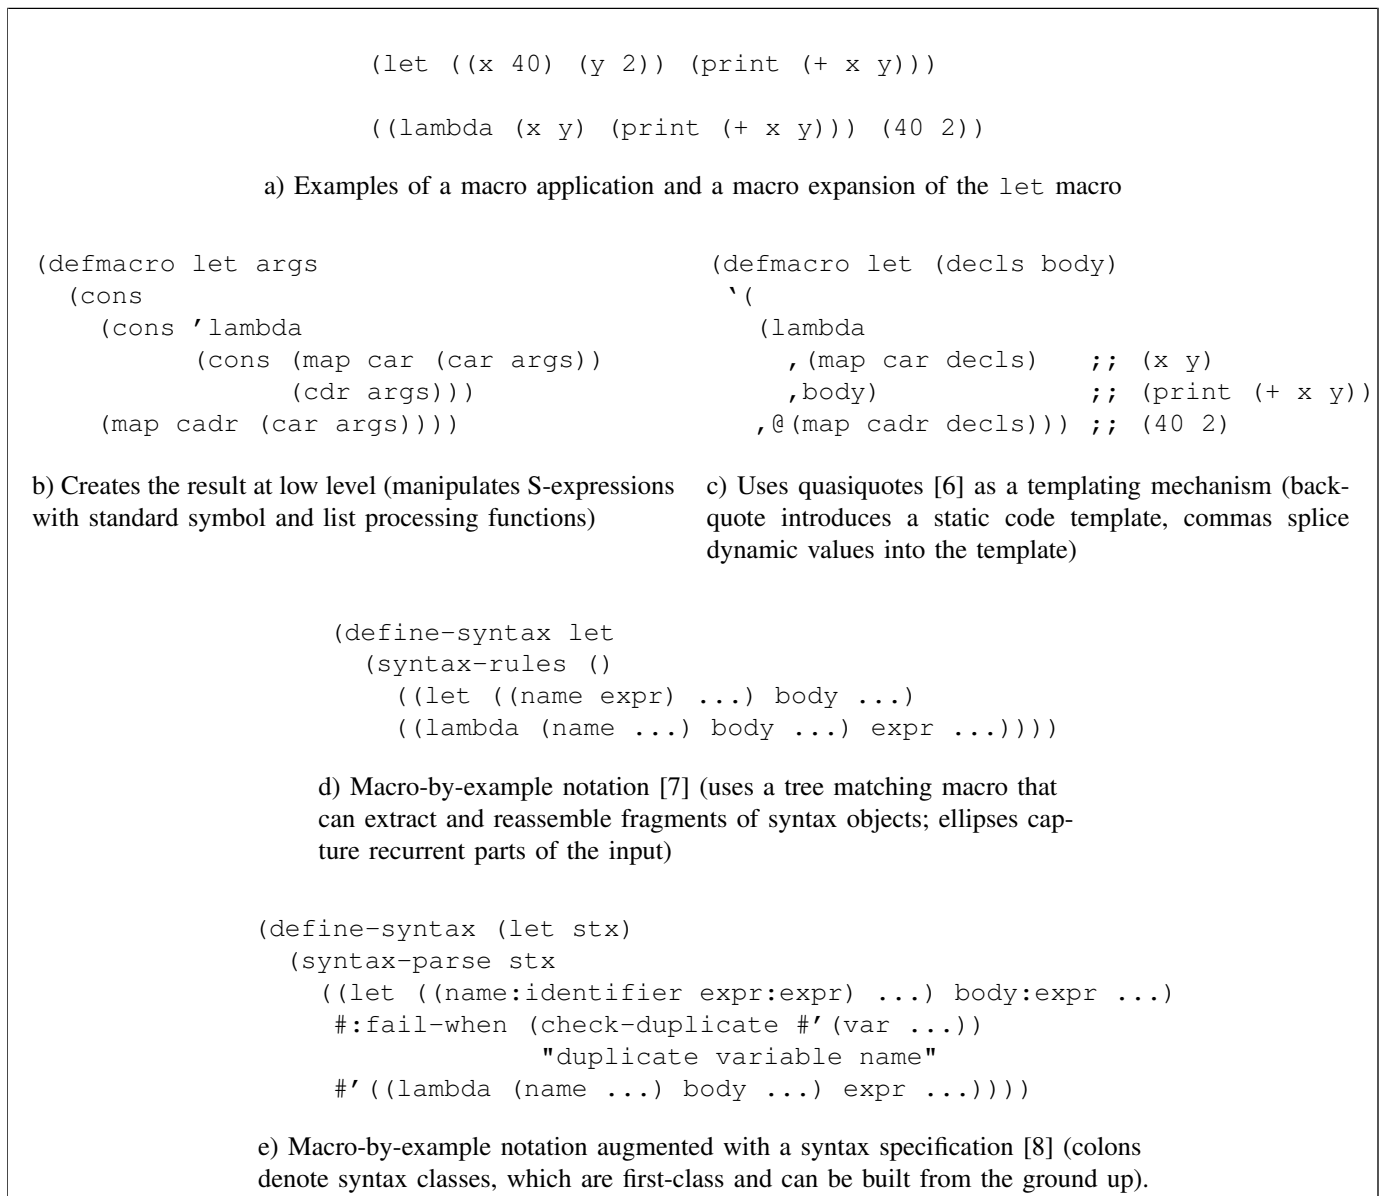 (let ((x 40) (y 2)) (print (+ x y)))
((lambda (x y) (print (+ x y))) (40 2))
a) Examples of a macro application and a macro expansion of the let macro
(defmacro let args
(cons
(cons ’lambda
(cons (map car (car args))
(cdr args)))
(map cadr (car args))))
b) Creates the result at low level (manipulates S-expressions
with standard symbol and list processing functions)
(defmacro let (decls body)
‘(
(lambda
,(map car decls) ;; (x y)
,body) ;; (print (+ x y))
,@(map cadr decls))) ;; (40 2)
c) Uses quasiquotes [6] as a templating mechanism (back-
quote introduces a static code template, commas splice
dynamic values into the template)
(define-syntax let
(syntax-rules ()
((let ((name expr) ...) body ...)
((lambda (name ...) body ...) expr ...))))
d) Macro-by-example notation [7] (uses a tree matching macro that
can extract and reassemble fragments of syntax objects; ellipses cap-
ture recurrent parts of the input)
(define-syntax (let stx)
(syntax-parse stx
((let ((name:identifier expr:expr) ...) body:expr ...)
#:fail-when (check-duplicate #’(var ...))
"duplicate variable name"
#’((lambda (name ...) body ...) expr ...))))
e) Macro-by-example notation augmented with a syntax specification [8] (colons
denote syntax classes, which are first-class and can be built from the ground up).